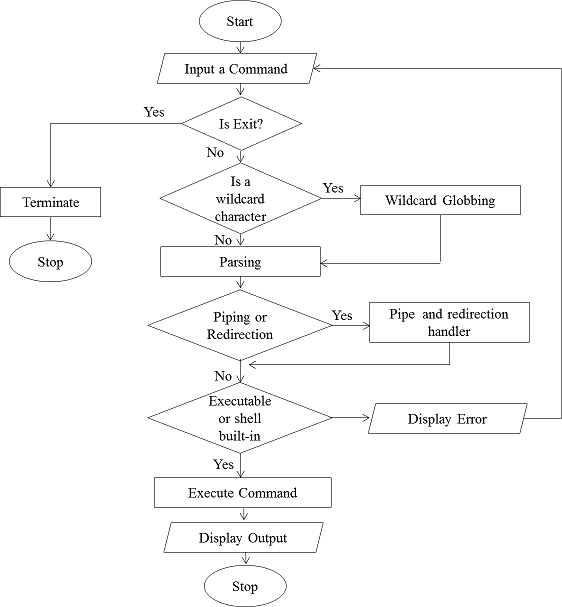 Start
Input a Command
Yes
Is Exit?
No
Is a
wildcard
character
Yes
Wildcard Globbing
Terminate
No
Parsing
Stop
Piping or
Redirection
Yes
Pipe and redirection
handler
No
Executable
or shell
built-in
Display Error
Yes
Execute Command
Display Output
Stop